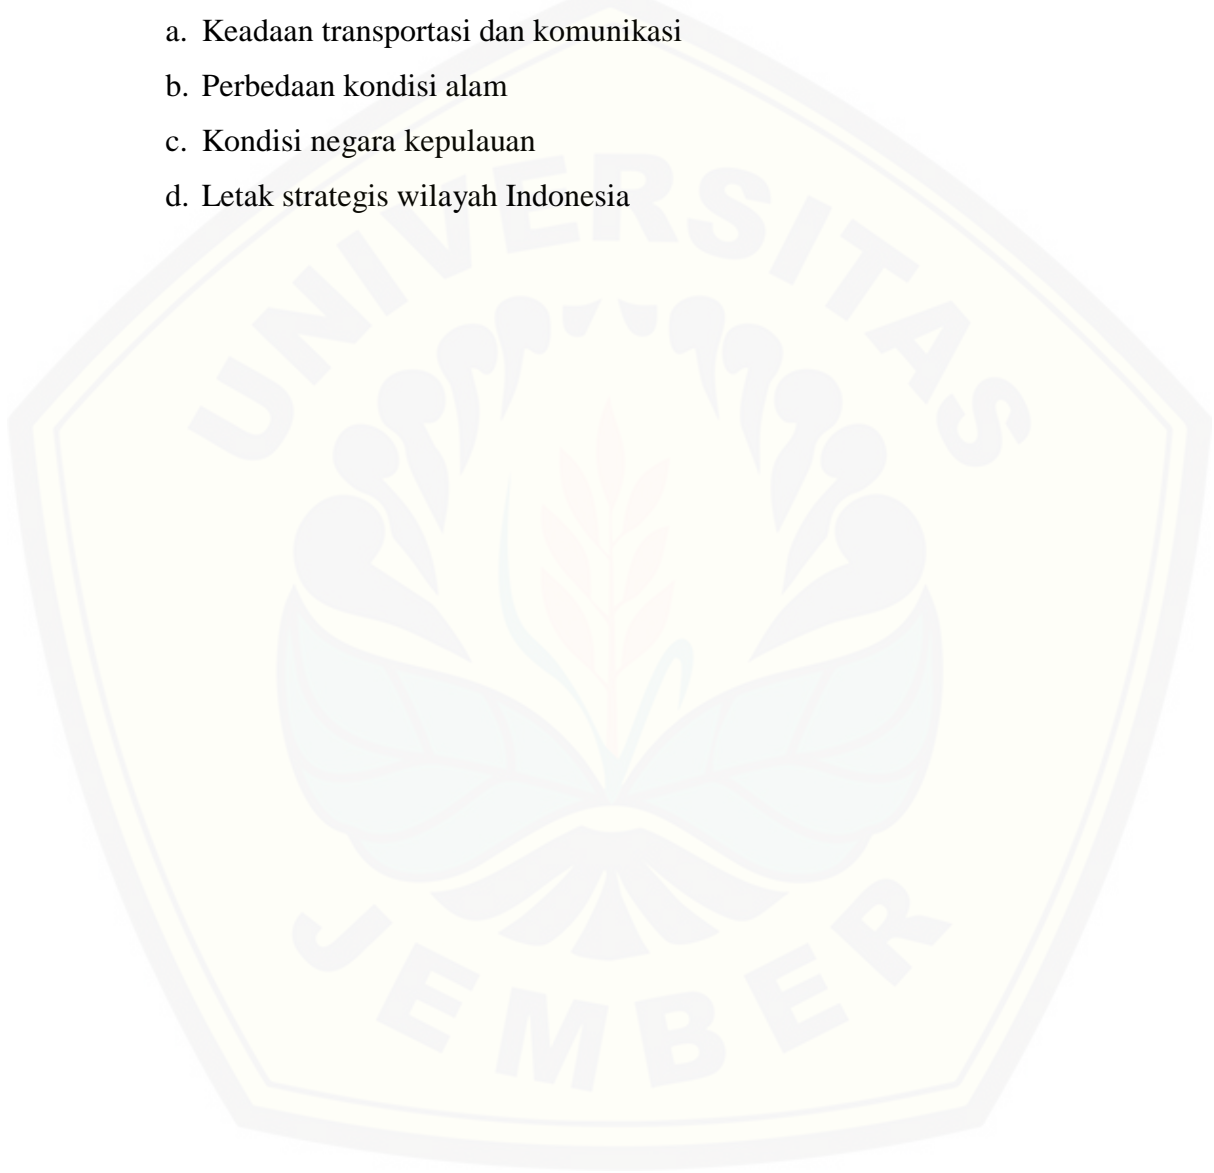 a. Keadaan transportasi dan komunikasi
b. Perbedaan kondisi alam
c. Kondisi negara kepulauan
d. Letak strategis wilayah Indonesia
UNIVERSITAS
JEMBER